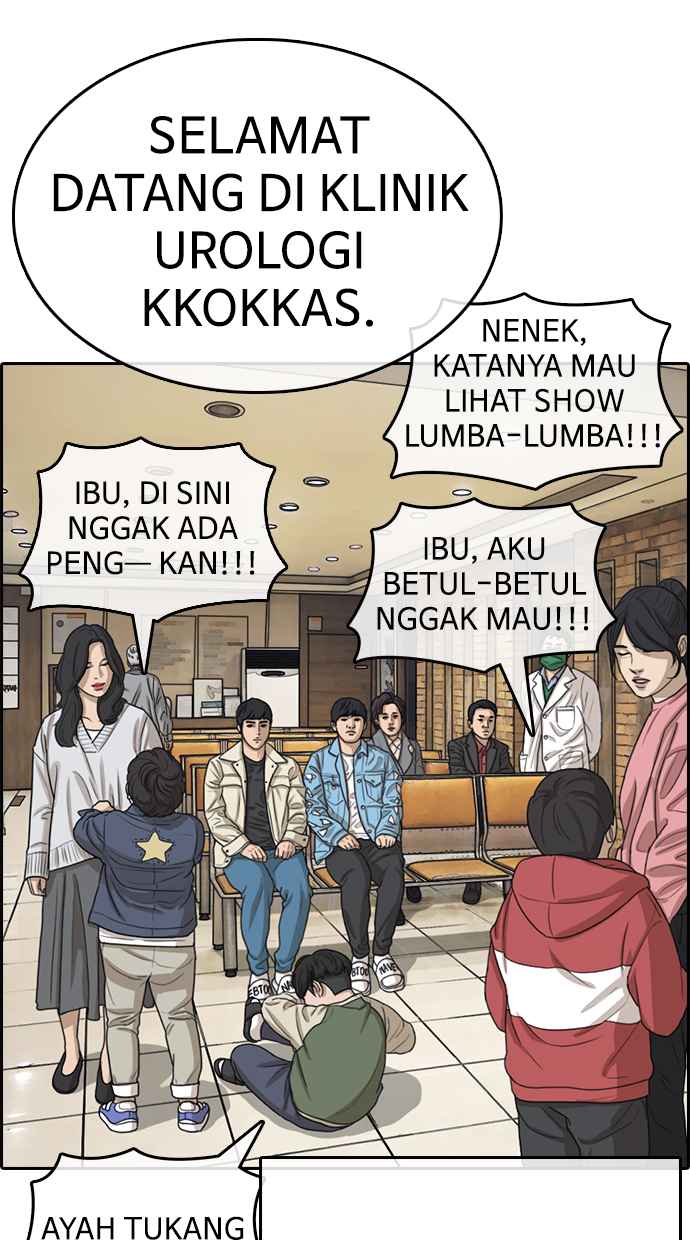 SELAMAT
DATANG DI KLINIK
UROLOGI
KKOKKAS.
NENEK,
KATANYA MAU
LIHAT SHOW
LUMBA-LUMBA!!!
IBU, DI SINI
NGGAK ADA
PENG— KAN!!!
IBU, AKU
BETUL-BETUL
NGGAK MAU!!!
AYAH TUKANG